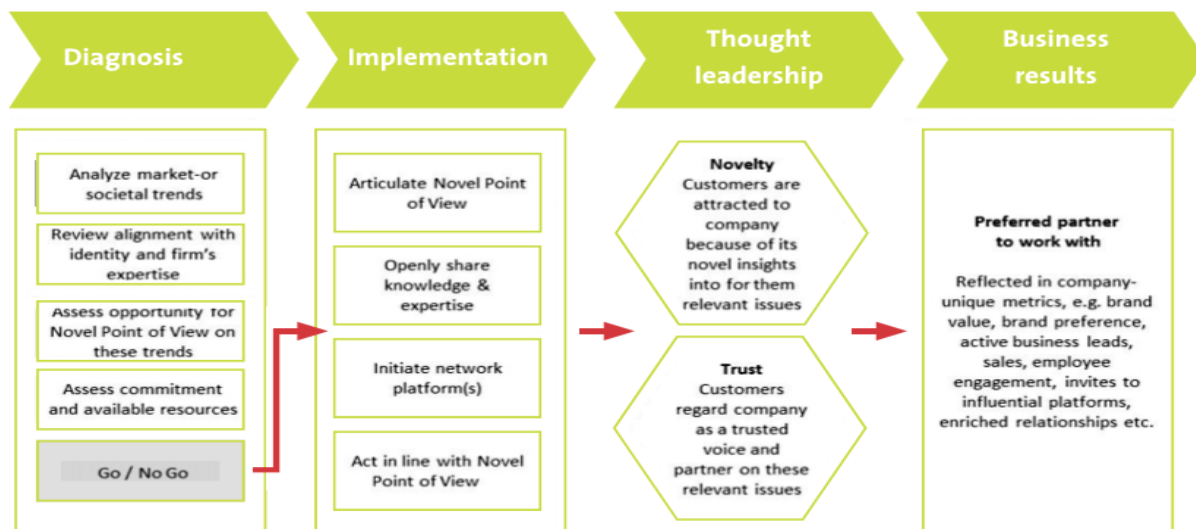 Diagnosis
Implementation
Thought
leadership
Business
results
Analyze market-or
societal trends
Review alignment with
identity and firm's
expertise
Assess opportunity for
Novel Point of View on
these trends
Assess commitment
and available resources
Go / No Go
Articulate Novel Point
of View
Openly share
knowledge &
expertise
Initiate network
platform(s)
Act in line with Novel
Point of View
Novelty
Customers are
attracted to
company
because of its
novel insights
into for them
relevant issues
Trust
Customers
regard company
as a trusted
voice and
partner on these
relevant issues
Preferred partner
to work with
Reflected in company-
unique metrics, e.g. brand
value, brand preference,
active business leads,
sales, employee
engagement, invites to
influential platforms,
enriched relationships etc.